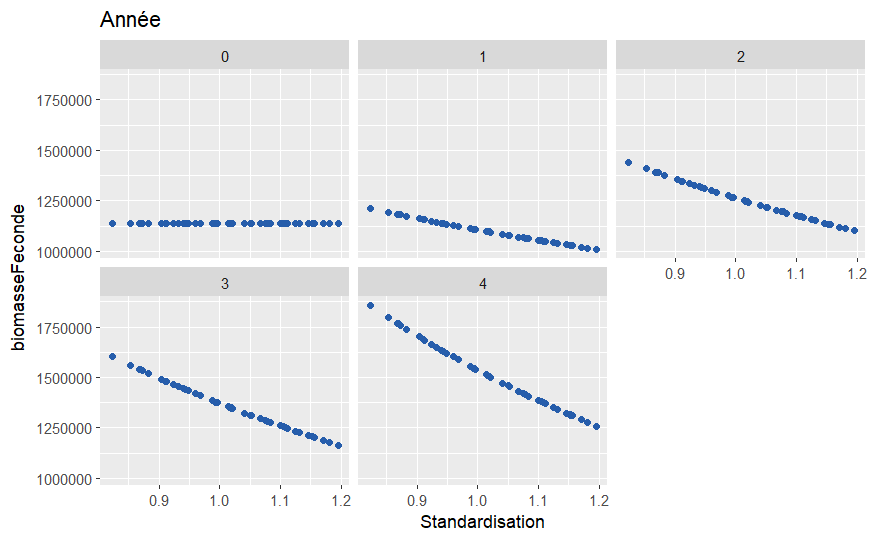 Année
0 1 2
1750000
1500000
1250000
1000000
0.9 1.0 1.1 1.2
3 4
1750000
1500000
1250000
1000000
0.9 1.0 1.1 1.2 0.9 1.0 1.1 1.2
biomasseFeconde
Standardisation